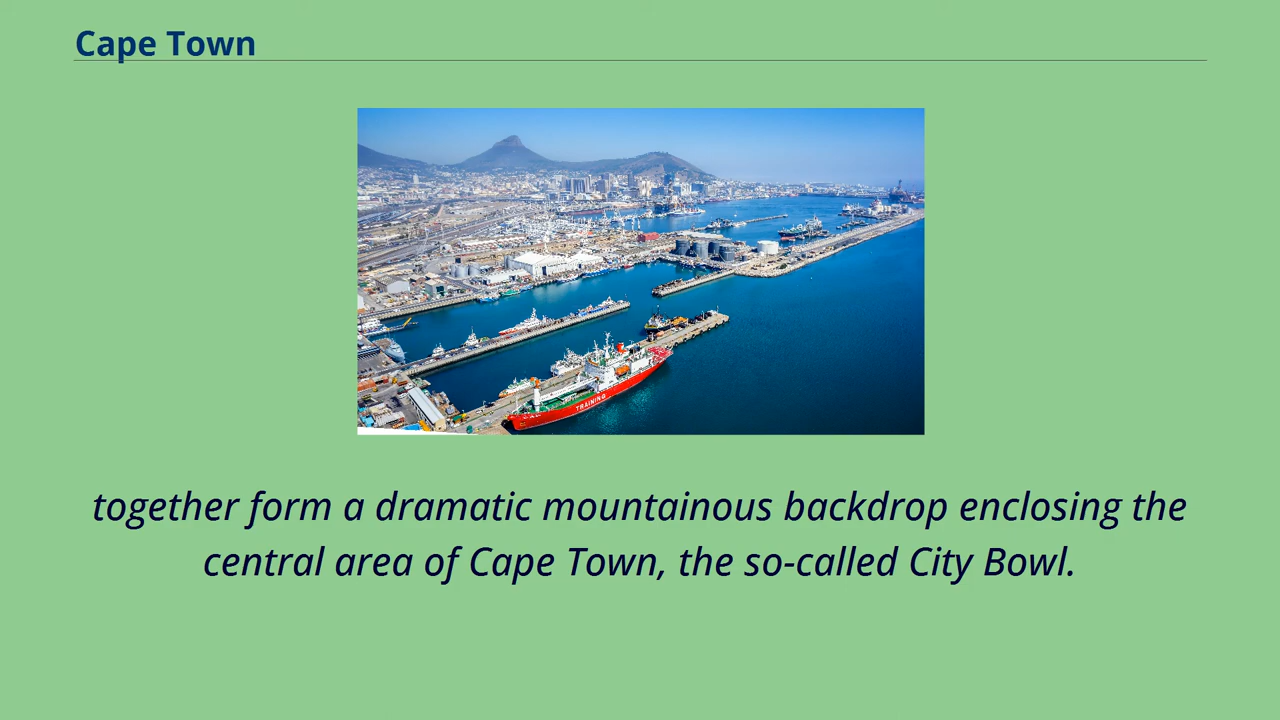 Cape Town
TRAINING
together form a dramatic mountainous backdrop enclosing the
central area of Cape Town, the so-called City Bowl.